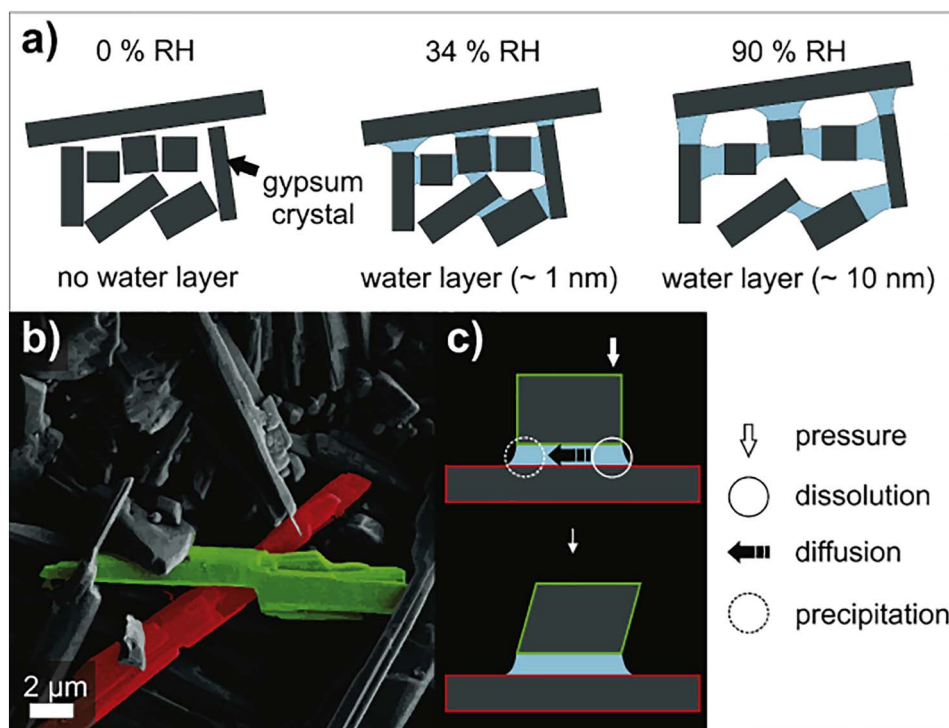 a)
0 % RH
34 % RH
90 % RH
gypsum
crystal
no water layer
water layer (~ 1 nm)
water layer (~ 10 nm)
b)
2 µm
c)
pressure
dissolution
diffusion
precipitation